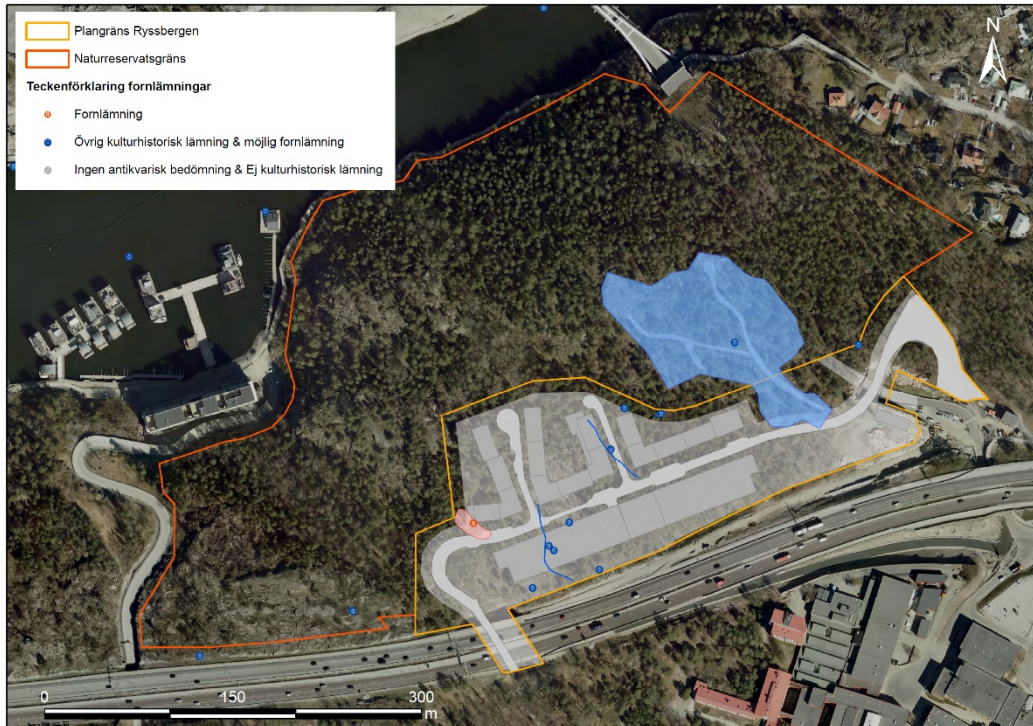 Plangräns Ryssbergen
Naturreservatsgräns
Teckenförklaring fornlämningar
Fornlämning
Övrig kulturhistorisk lämning & möjlig fornlämning
Ingen antikvarisk bedömning & Ej kulturhistorisk lämning
N
0 150 300
m